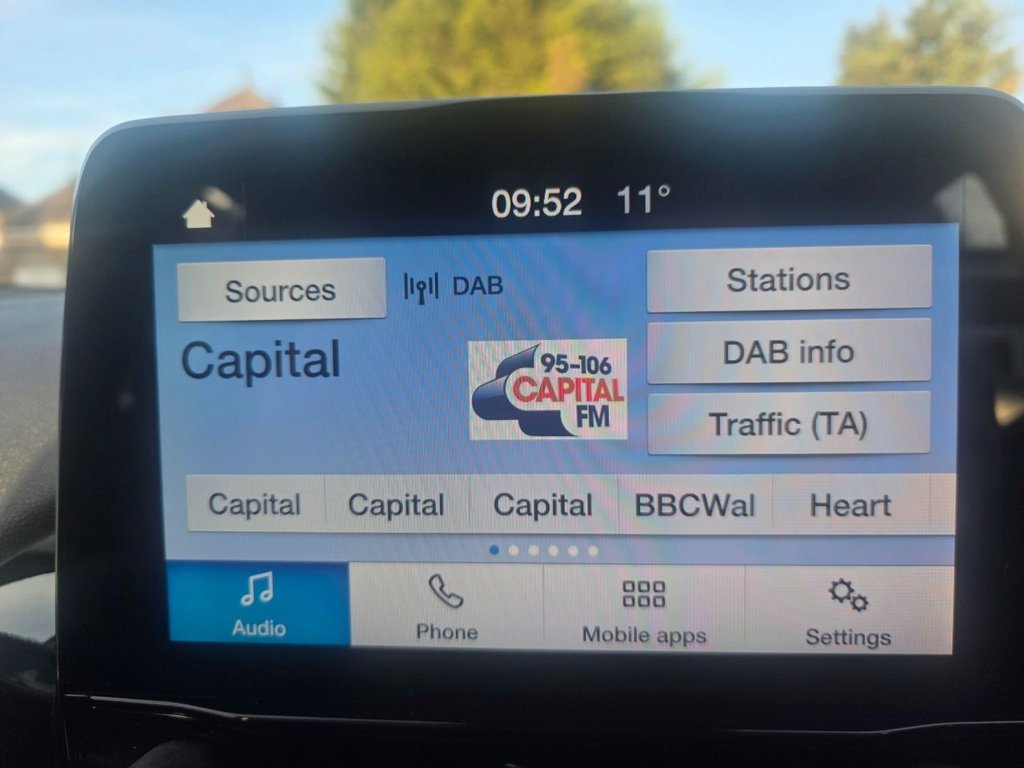 09:52 11°
Sources DAB Stations
Capital
95-106
CAPITAL
FM
DAB info
Traffic (TA)
Capital Capital Capital BBCWal Heart
Audio Phone Mobile apps Settings